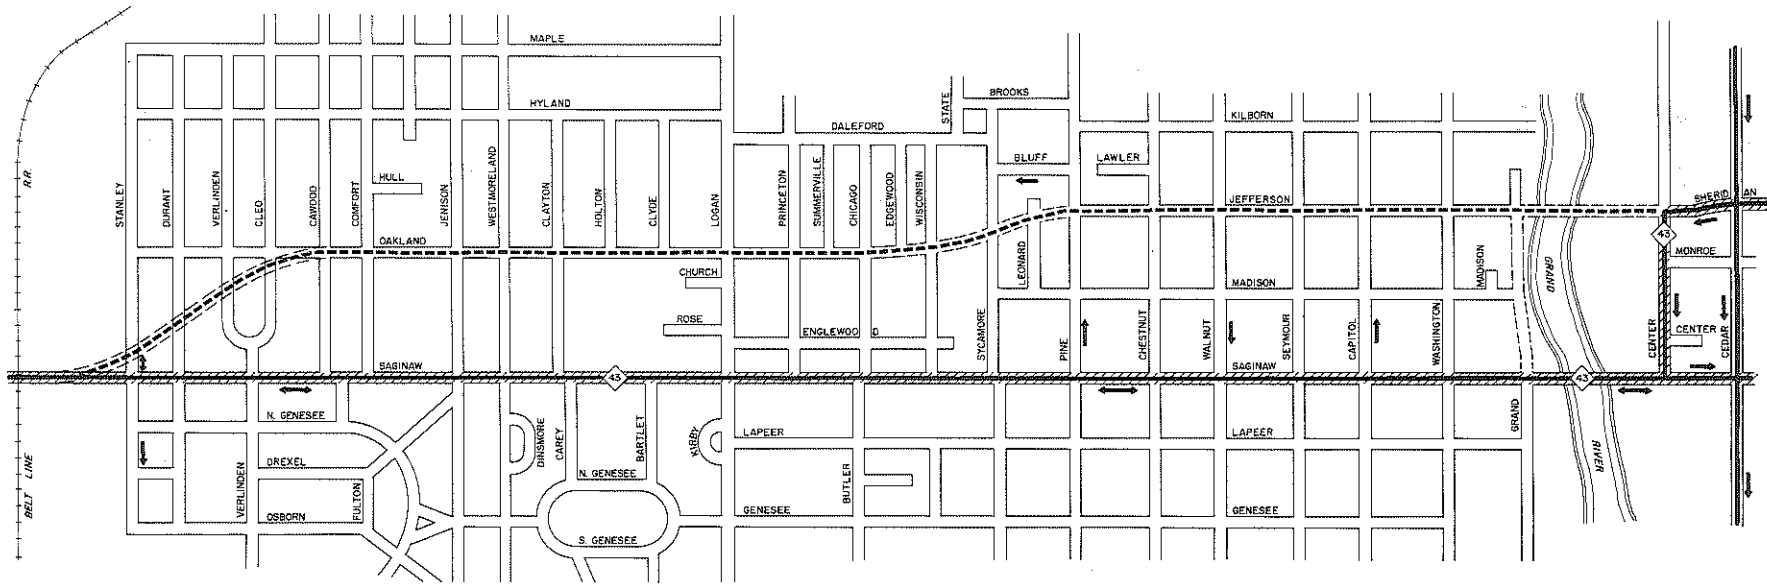 MAPLE
HYLAND
BROOKS
STATE
KILBORN
DALEFORD
BLUFF
LAWLER
R.R.
HULL
STANLEY
DURANT
VERLINDEN
CLEO
CAWOOD
COMFORT
JENISON
WESTMORELAND
CLAYTON
HOLTON
CLYDE
LOGAN
PRINCETON
SUMMERVILLE
CHICAGO
EDGEWOOD
WISCONSIN
JEFFERSON
SHERIDAN
OAKLAND
43
MONROE
CHURCH
LEONARD
MADISON
MADISON
GRAND
ROSE
ENGLEWOOD
SYCAMORE
PINE
CHESTNUT
WALNUT
SEYMOUR
CAPITOL
WASHINGTON
CENTER
CENTER
CEDAR
SAGINAW
SAGINAW
43
43
N. GENESEE
DINSMORE
CAREY
BARTLET
KIRBY
LAPEER
LAPEER
GRAND
RIVER
DREXEL
N. GENESEE
BUTLER
BELT LINE
VERLINDEN
FULTON
OSBORN
GENESEE
GENESEE
S. GENESEE